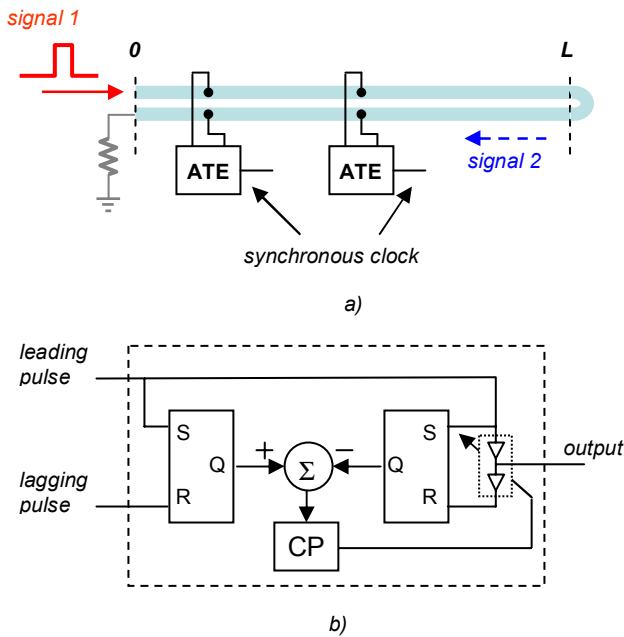 signal 1
0
L
ATE
ATE
signal 2
synchronous clock
a)
leading
pulse
S
Q
R
+
Σ
−
S
Q
R
output
lagging
pulse
CP
b)